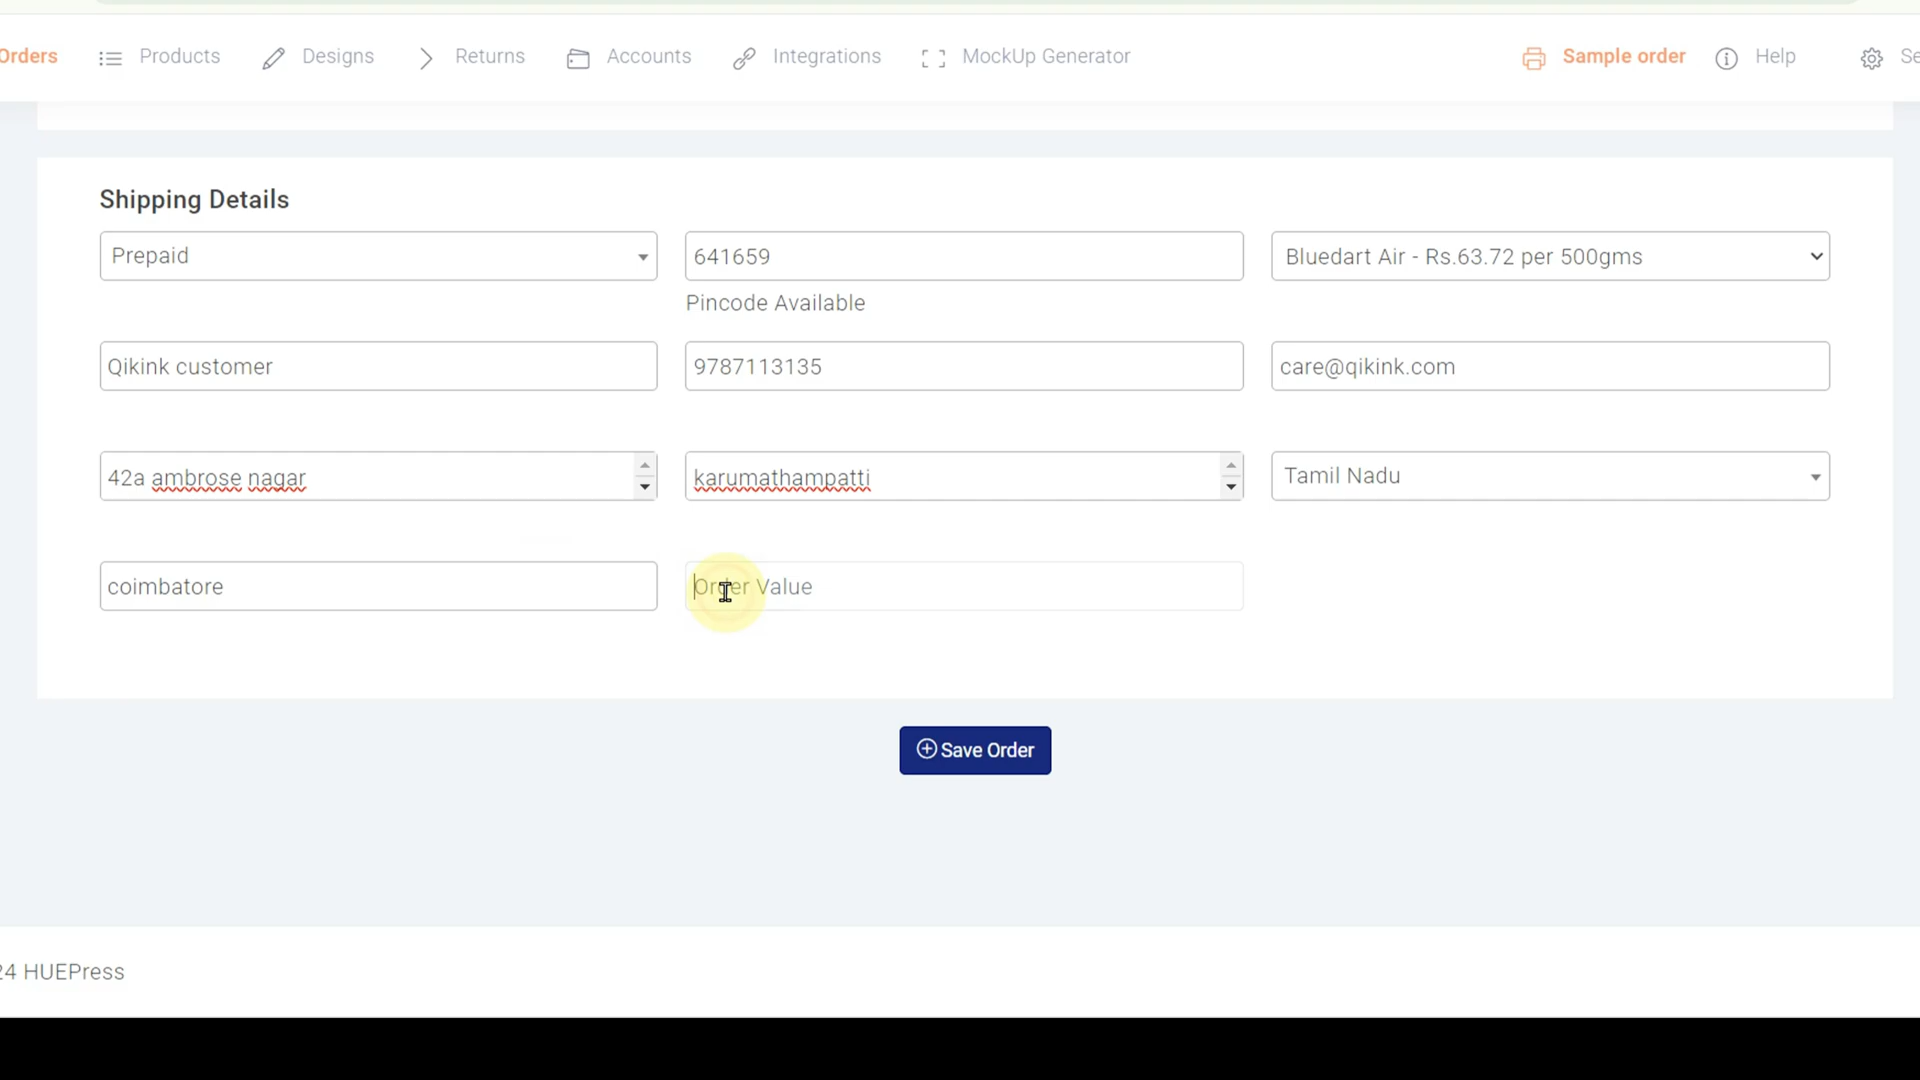 Orders Products Designs Returns Accounts Integrations MockUp Generator Sample order Help Se
Shipping Details
Prepaid 641659 Bluedart Air - Rs.63.72 per 500gms
Pincode Available
Qikink customer 9787113135 care@qikink.com
42a ambrose nagar karumathampatti Tamil Nadu
coimbatore Order Value
Save Order
24 HUEPress